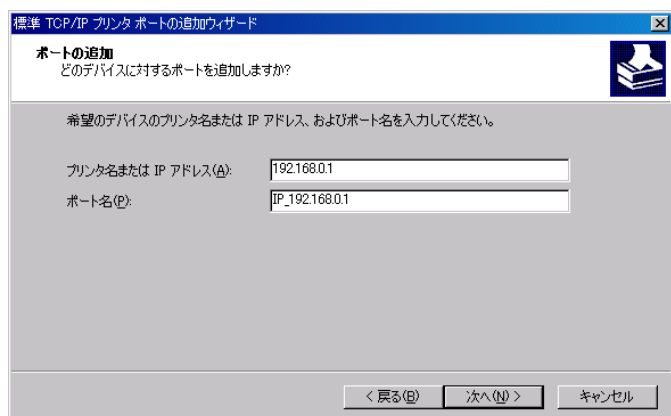 標準 TCP/IP プリンタ ポートの追加ウィザード
ポートの追加
どのデバイスに対するポートを追加しますか?
希望のデバイスのプリンタ名または IP アドレス、およびポート名を入力してください。
プリンタ名または IP アドレス(A): 192.168.0.1
ポート名(P): IP_192.168.0.1
< 戻る(B) 次へ(N) > キャンセル